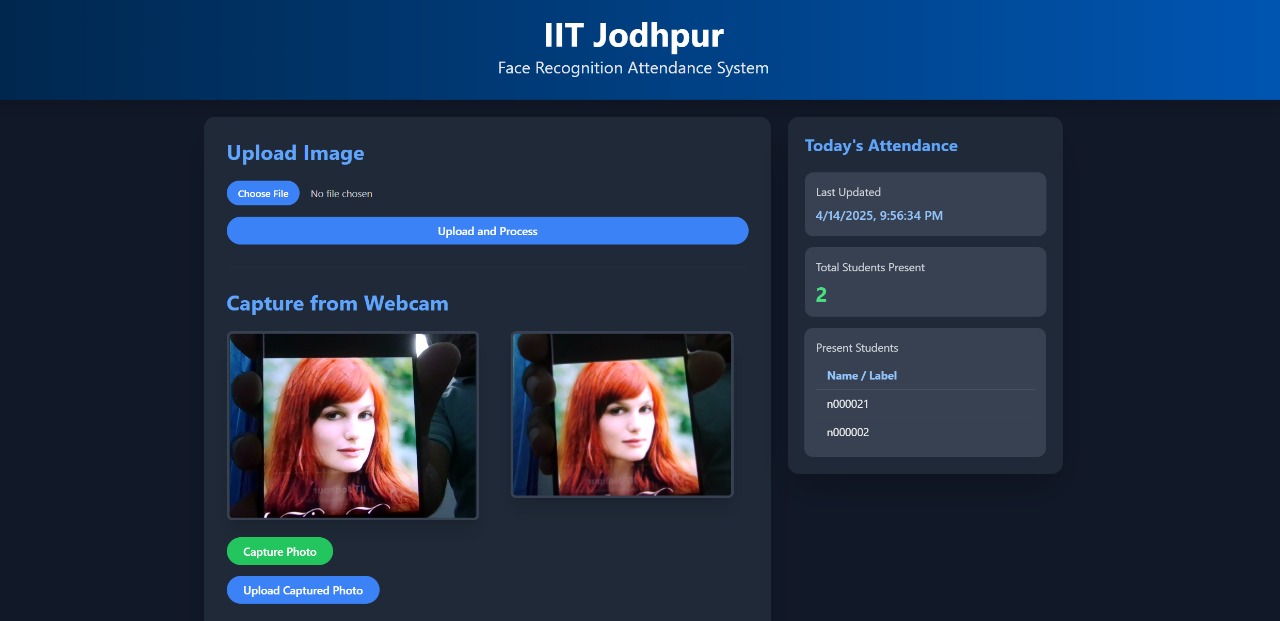 IIT Jodhpur
Face Recognition Attendance System
Upload Image
Choose File No file chosen
Upload and Process
Capture from Webcam
Capture Photo
Upload Captured Photo
Today's Attendance
Last Updated
4/14/2025, 9:56:34 PM
Total Students Present
2
Present Students
Name / Label
n000021
n000002